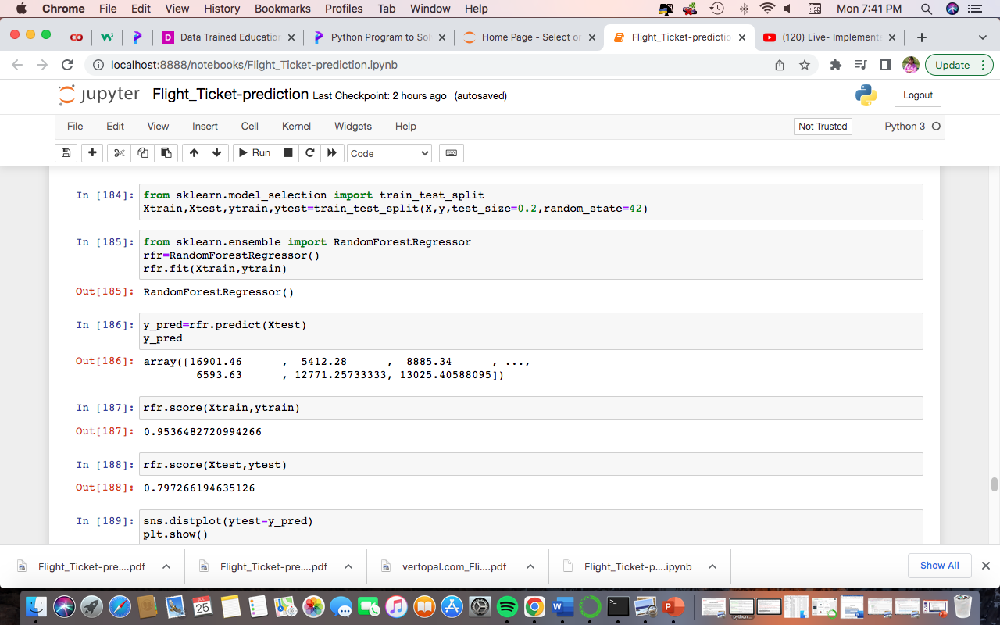 Chrome File Edit View History Bookmarks Profiles Tab Window Help Mon 7:41 PM
Data Trained Education Python Program to Sol Home Page - Select or Flight_Ticket-predictio (120) Live- Implementa
localhost:8888/notebooks/Flight_Ticket-prediction.ipynb Update
jupyter Flight_Ticket-prediction Last Checkpoint: 2 hours ago (autosaved) Logout
File Edit View Insert Cell Kernel Widgets Help Not Trusted Python 3
Run Code
In [184]: from sklearn.model_selection import train_test_split
Xtrain,Xtest,ytrain,ytest=train_test_split(X,y,test_size=0.2,random_state=42)
In [185]: from sklearn.ensemble import RandomForestRegressor
rfr=RandomForestRegressor()
rfr.fit(Xtrain,ytrain)
Out[185]: RandomForestRegressor()
In [186]: y_pred=rfr.predict(Xtest)
y_pred
Out[186]: array([16901.46      ,  5412.28      ,  8885.34      , ...,
6593.63      , 12771.25733333, 13025.40588095])
In [187]: rfr.score(Xtrain,ytrain)
Out[187]: 0.9536482720994266
In [188]: rfr.score(Xtest,ytest)
Out[188]: 0.797266194635126
In [189]: sns.distplot(ytest-y_pred)
plt.show()
Flight_Ticket-pre....pdf Flight_Ticket-pre....pdf vertopal.com_Fli....pdf Flight_Ticket-p....ipynb Show All
JUL
25
python